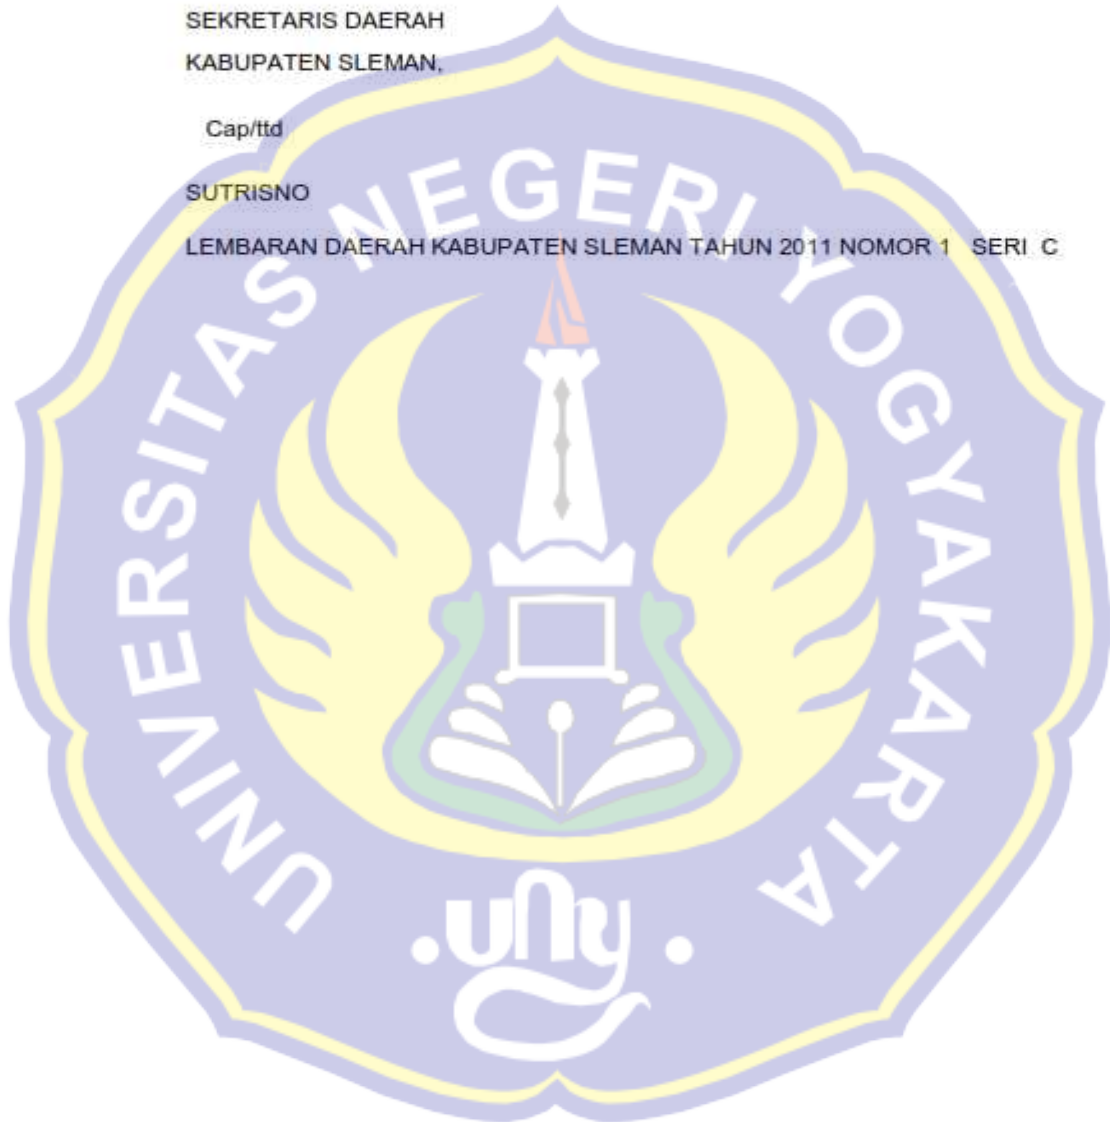 SEKRETARIS DAERAH
KABUPATEN SLEMAN,
Cap/ttd
SUTRISNO
LEMBARAN DAERAH KABUPATEN SLEMAN TAHUN 2011 NOMOR 1 SERI C
UNIVERSITAS NEGERI YOGYAKARTA
uny